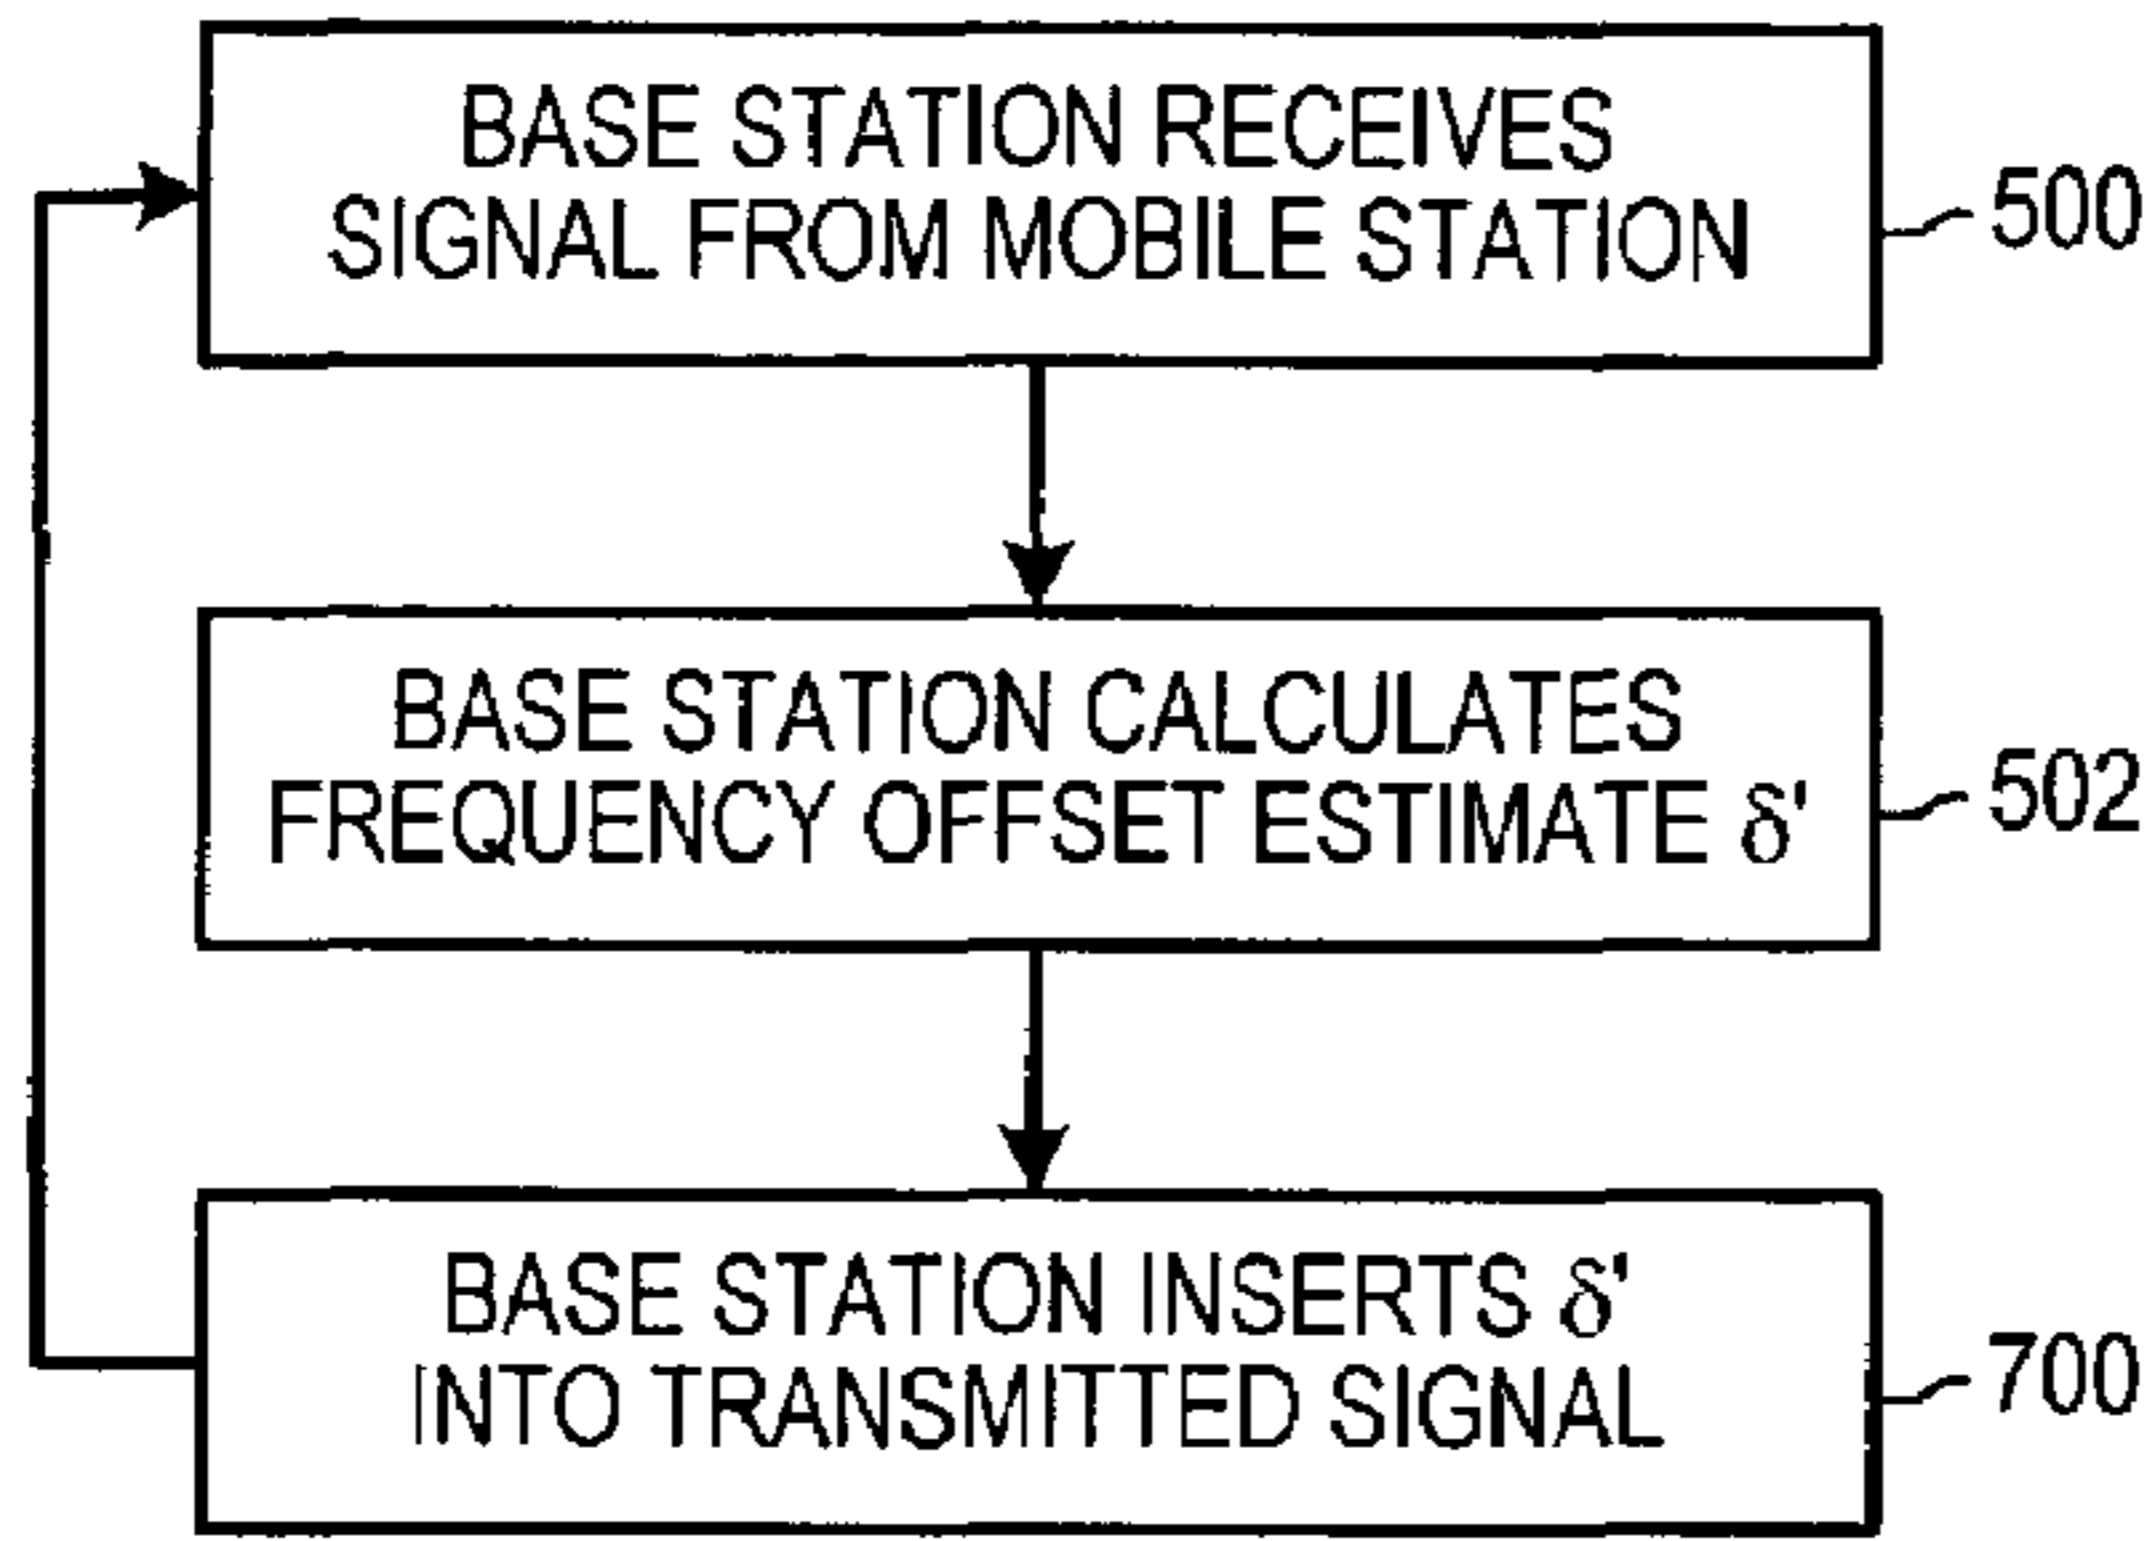 BASE STATION RECEIVES
SIGNAL FROM MOBILE STATION
500
BASE STATION CALCULATES
FREQUENCY OFFSET ESTIMATE δ'
502
BASE STATION INSERTS δ'
INTO TRANSMITTED SIGNAL
700